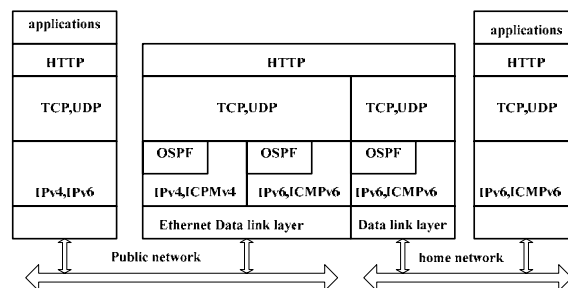 applications
HTTP
TCP,UDP
IPv4,IPv6
HTTP
TCP,UDP
TCP,UDP
OSPF
OSPF
OSPF
IPv4,ICPMv4
IPv6,ICMPv6
IPv6,ICMPv6
Ethernet Data link layer
Data link layer
applications
HTTP
TCP,UDP
IPv6,ICMPv6
Public network
home network